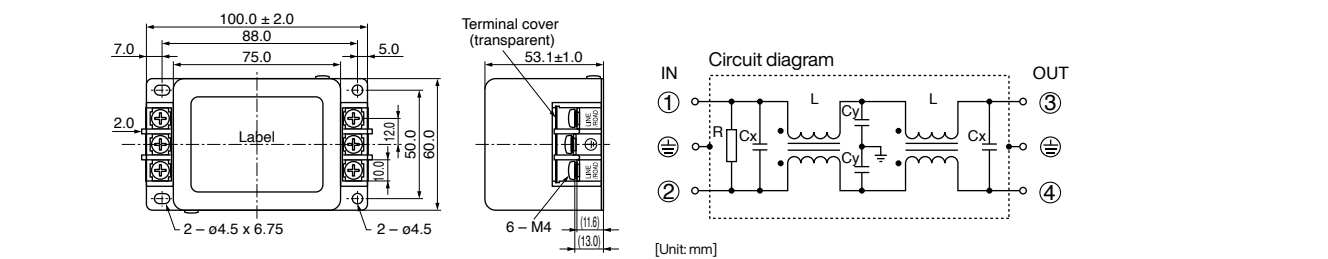 100.0 ± 2.0
88.0
7.0
5.0
75.0
2.0
Label
12.0
10.0
50.0
60.0
2 – ø4.5 x 6.75
2 – ø4.5
Terminal cover
(transparent)
53.1±1.0
LINE
/ROAD
LINE
/ROAD
6 – M4
(11.6)
(13.0)
Circuit diagram
IN
OUT
①
②
③
④
R
Cx
L
Cy
Cy
L
Cx
[Unit: mm]